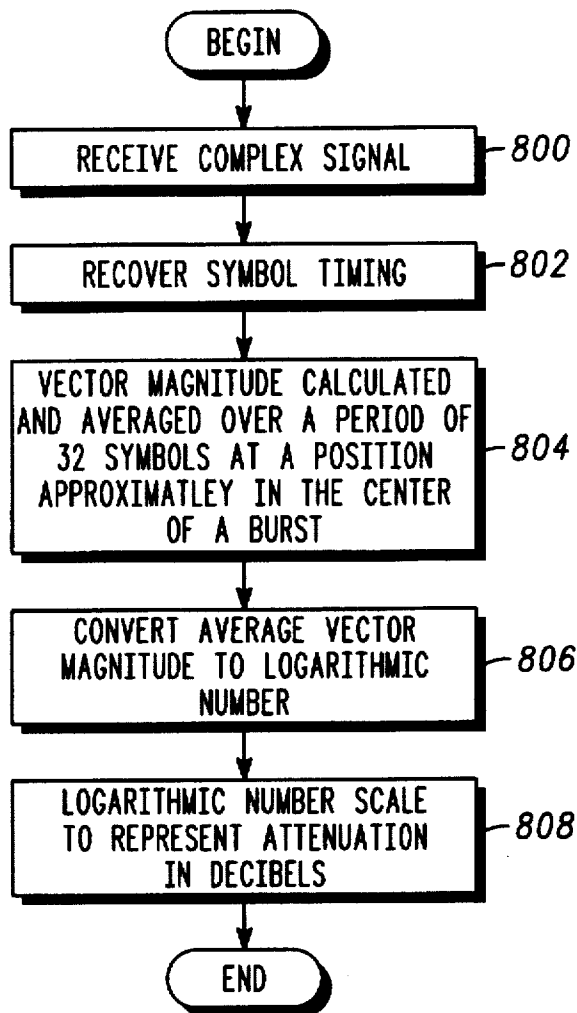 BEGIN
RECEIVE COMPLEX SIGNAL
800
RECOVER SYMBOL TIMING
802
VECTOR MAGNITUDE CALCULATED
AND AVERAGED OVER A PERIOD OF
32 SYMBOLS AT A POSITION
APPROXIMATLEY IN THE CENTER
OF A BURST
804
CONVERT AVERAGE VECTOR
MAGNITUDE TO LOGARITHMIC
NUMBER
806
LOGARITHMIC NUMBER SCALE
TO REPRESENT ATTENUATION
IN DECIBELS
808
END